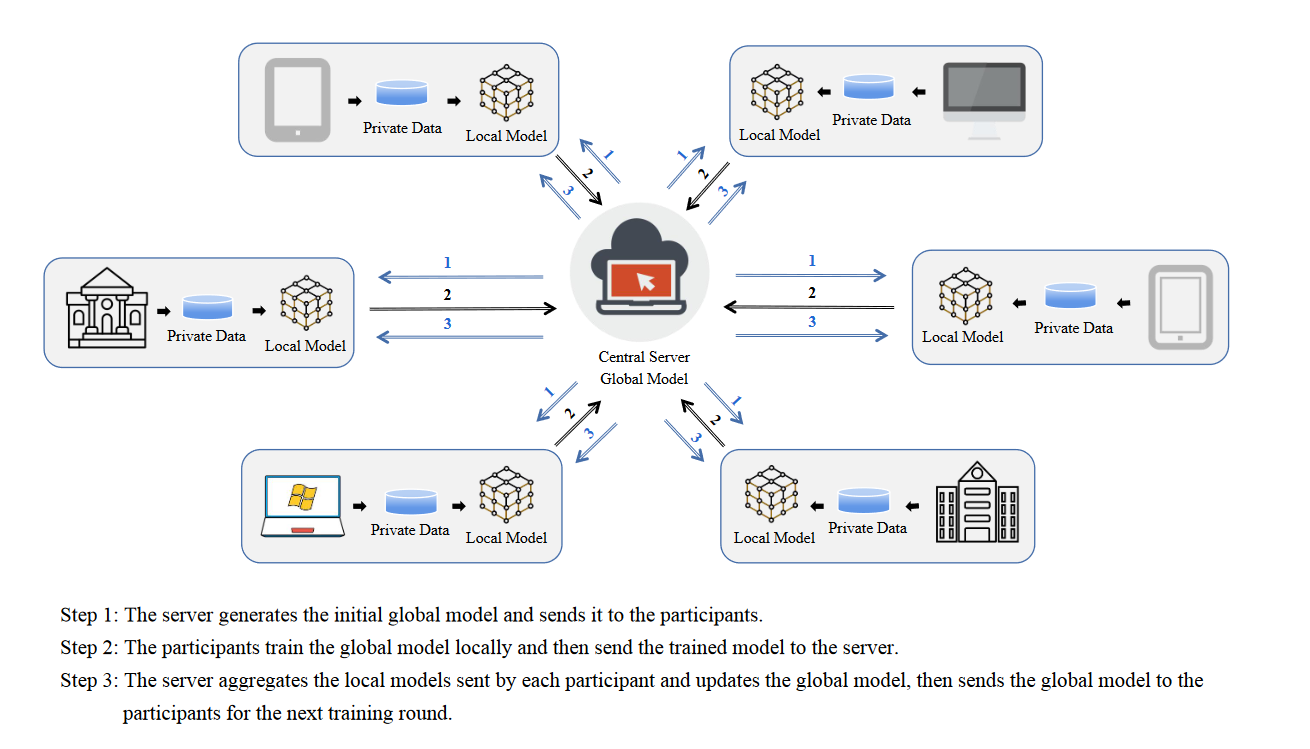 Private Data
Local Model
1
2
3
Local Model
Private Data
1
2
3
Private Data
Local Model
1
2
3
Central Server
Global Model
1
2
3
Local Model
Private Data
1
2
3
Private Data
Local Model
1
2
3
Local Model
Private Data
Step 1: The server generates the initial global model and sends it to the participants.
Step 2: The participants train the global model locally and then send the trained model to the server.
Step 3: The server aggregates the local models sent by each participant and updates the global model, then sends the global model to the
participants for the next training round.